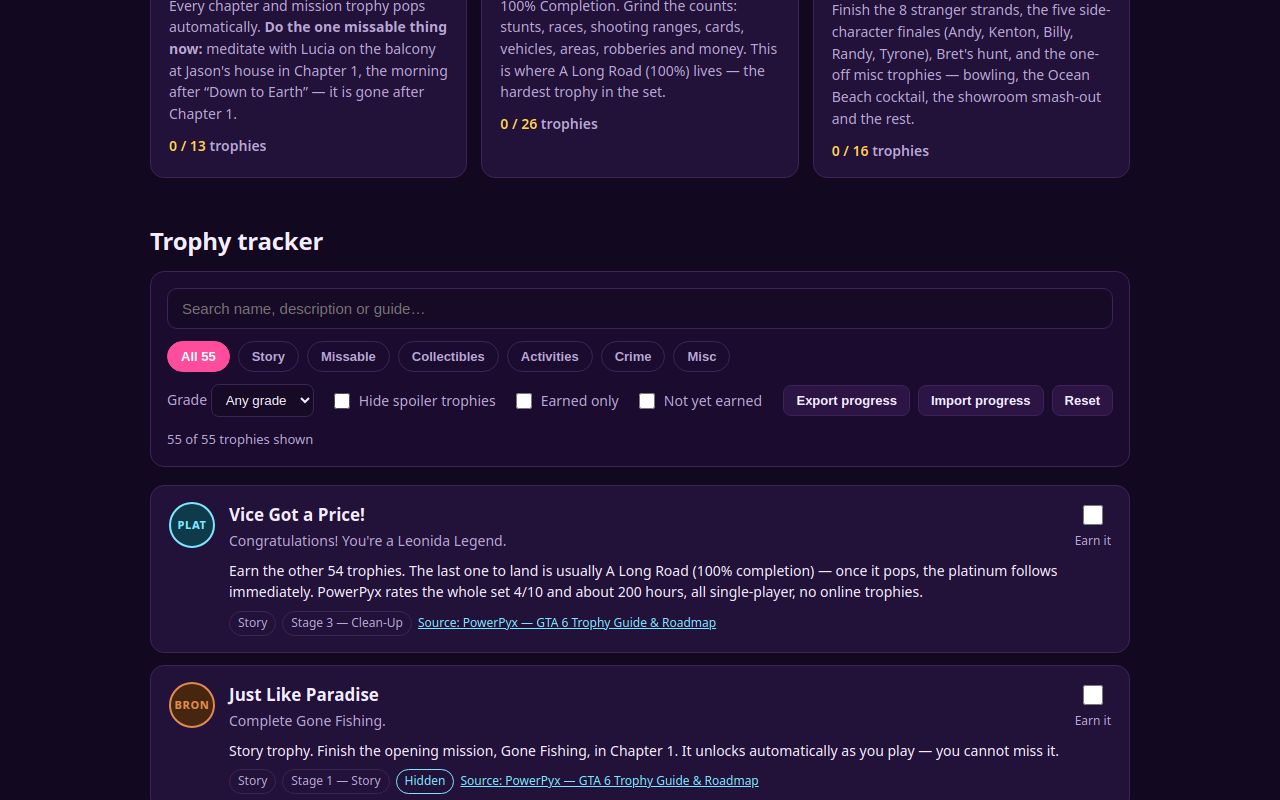 Every chapter and mission trophy pops
automatically. Do the one missable thing
now: meditate with Lucia on the balcony
at Jason's house in Chapter 1, the morning
after “Down to Earth” — it is gone after
Chapter 1.
0 / 13 trophies
100% Completion. Grind the counts:
stunts, races, shooting ranges, cards,
vehicles, areas, robberies and money. This
is where A Long Road (100%) lives — the
hardest trophy in the set.
0 / 26 trophies
Finish the 8 stranger strands, the five side-
character finales (Andy, Kenton, Billy,
Randy, Tyrone), Bret's hunt, and the one-
off misc trophies — bowling, the Ocean
Beach cocktail, the showroom smash-out
and the rest.
0 / 16 trophies
Trophy tracker
Search name, description or guide…
All 55 Story Missable Collectibles Activities Crime Misc
Grade Any grade Hide spoiler trophies Earned only Not yet earned Export progress Import progress Reset
55 of 55 trophies shown
PLAT
Vice Got a Price!
Congratulations! You're a Leonida Legend.
Earn it
Earn the other 54 trophies. The last one to land is usually A Long Road (100% completion) — once it pops, the platinum follows
immediately. PowerPyx rates the whole set 4/10 and about 200 hours, all single-player, no online trophies.
Story Stage 3 — Clean-Up Source: PowerPyx — GTA 6 Trophy Guide & Roadmap
BRON
Just Like Paradise
Complete Gone Fishing.
Earn it
Story trophy. Finish the opening mission, Gone Fishing, in Chapter 1. It unlocks automatically as you play — you cannot miss it.
Story Stage 1 — Story Hidden Source: PowerPyx — GTA 6 Trophy Guide & Roadmap